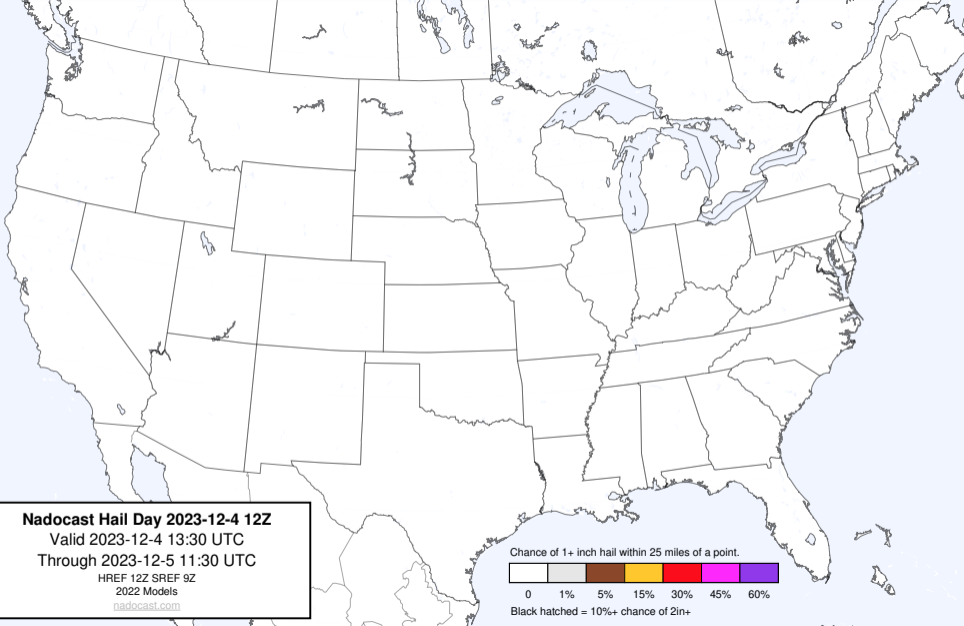 Nadocast Hail Day 2023-12-4 12Z
Valid 2023-12-4 13:30 UTC
Through 2023-12-5 11:30 UTC
HREF 12Z SREF 9Z
2022 Models
nadocast.com
Chance of 1+ inch hail within 25 miles of a point.
0 1% 5% 15% 30% 45% 60%
Black hatched = 10%+ chance of 2in+